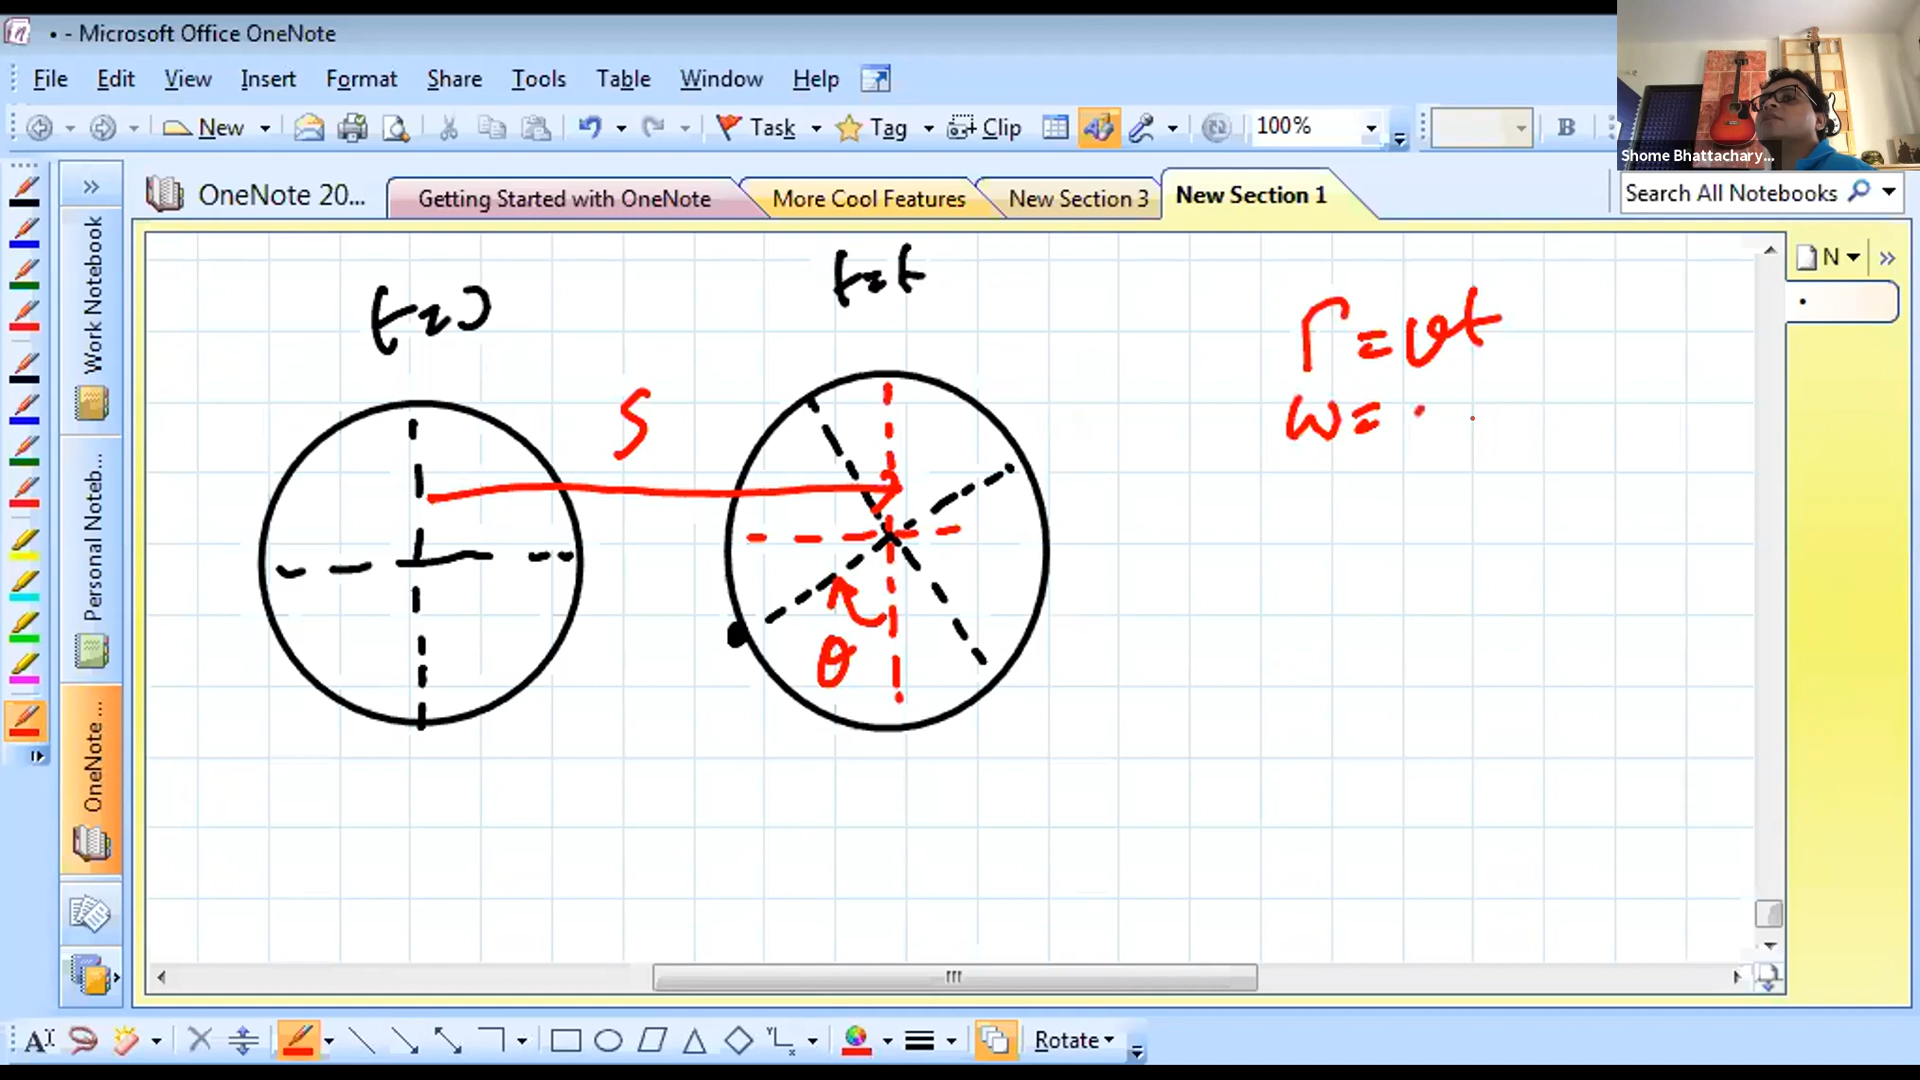 • - Microsoft Office OneNote
File Edit View Insert Format Share Tools Table Window Help
New Task Tag Clip 100% B
Shome Bhattachary...
OneNote 20... Getting Started with OneNote More Cool Features New Section 3 New Section 1 Search All Notebooks
Work Notebook
Personal Noteb...
OneNote ...
N
t=0
t=t
S
θ
Γ=vt
ω=
Rotate